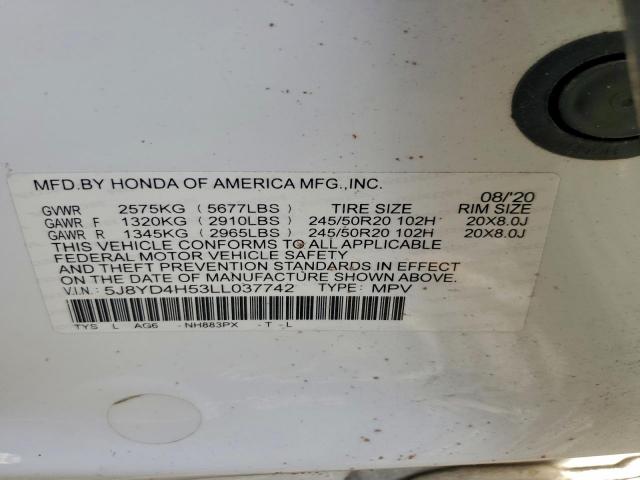 MFD.BY HONDA OF AMERICA MFG.,INC.
08/'20
GVWR 2575KG (5677LBS) TIRE SIZE RIM SIZE
GAWR F 1320KG (2910LBS) 245/50R20 102H 20X8.0J
GAWR R 1345KG (2965LBS) 245/50R20 102H 20X8.0J
THIS VEHICLE CONFORMS TO ALL APPLICABLE
FEDERAL MOTOR VEHICLE SAFETY
AND THEFT PREVENTION STANDARDS IN EFFECT
ON THE DATE OF MANUFACTURE SHOWN ABOVE.
V.I.N.: 5J8YD4H53LL037742 TYPE: MPV
TYS L AG6 -NH883PX -T -L